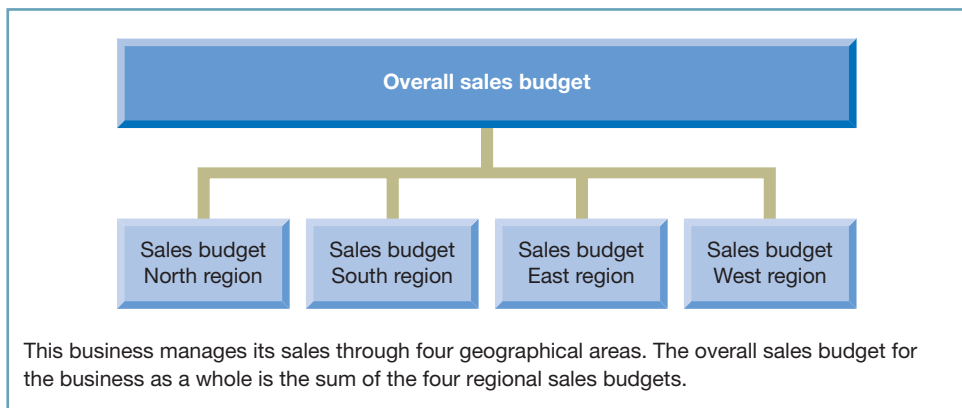 Overall sales budget
Sales budget
North region
Sales budget
South region
Sales budget
East region
Sales budget
West region
This business manages its sales through four geographical areas. The overall sales budget for
the business as a whole is the sum of the four regional sales budgets.